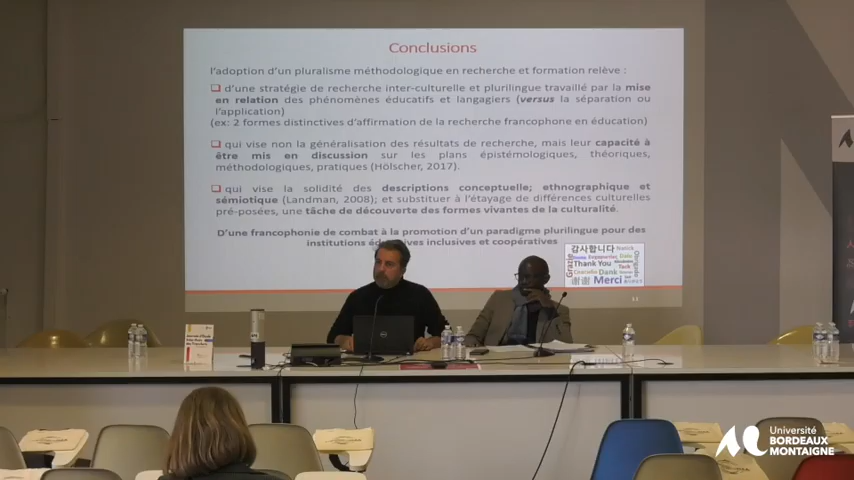 Conclusions
l'adoption d'un pluralisme méthodologique en recherche et formation relève :
d'une stratégie de recherche inter-culturelle et plurilingue travaillé par la mise
en relation des phénomènes éducatifs et langagiers (versus la séparation ou
l'application)
(ex: 2 formes distinctives d'affirmation de la recherche francophone en éducation)
qui vise non la généralisation des résultats de recherche, mais leur capacité à
être mis en discussion sur les plans épistémologiques, théoriques,
méthodologiques, pratiques (Hölscher, 2017).
qui vise la solidité des descriptions conceptuelle; ethnographique et
sémiotique (Landman, 2008); et substituer à l'étayage de différences culturelles
pré-posées, une tâche de découverte des formes vivantes de la culturalité.
D'une francophonie de combat à la promotion d'un paradigme plurilingue pour des
institutions inclusives et coopératives
감사합니다
Grazie
Thank You
Dank
谢谢 Merci
11
DELL
Université
BORDEAUX
MONTAIGNE